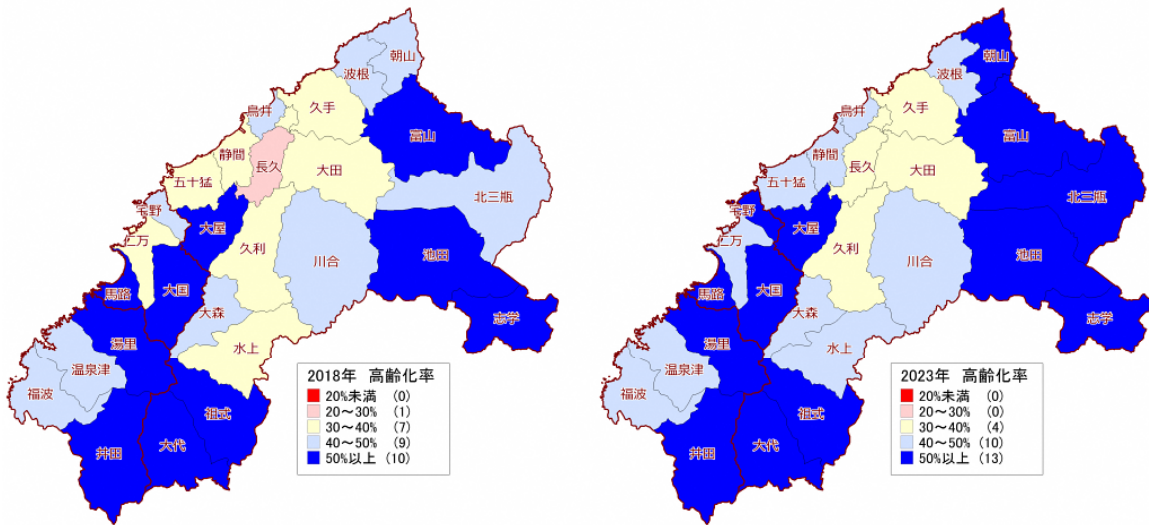 朝山
波根
久手
鳥井
富山
静間
長久
大田
五十猛
北三瓶
宅野
大屋
仁万
久利
川合
池田
馬路
大国
大森
志学
湯里
水上
温泉津
福波
祖式
大代
井田
2018年 高齢化率
20%未満 (0)
20～30% (1)
30～40% (7)
40～50% (9)
50%以上 (10)
朝山
波根
久手
鳥井
富山
静間
長久
大田
五十猛
北三瓶
宅野
大屋
仁万
久利
川合
池田
馬路
大国
大森
志学
湯里
水上
温泉津
福波
祖式
大代
井田
2023年 高齢化率
20%未満 (0)
20～30% (0)
30～40% (4)
40～50% (10)
50%以上 (13)